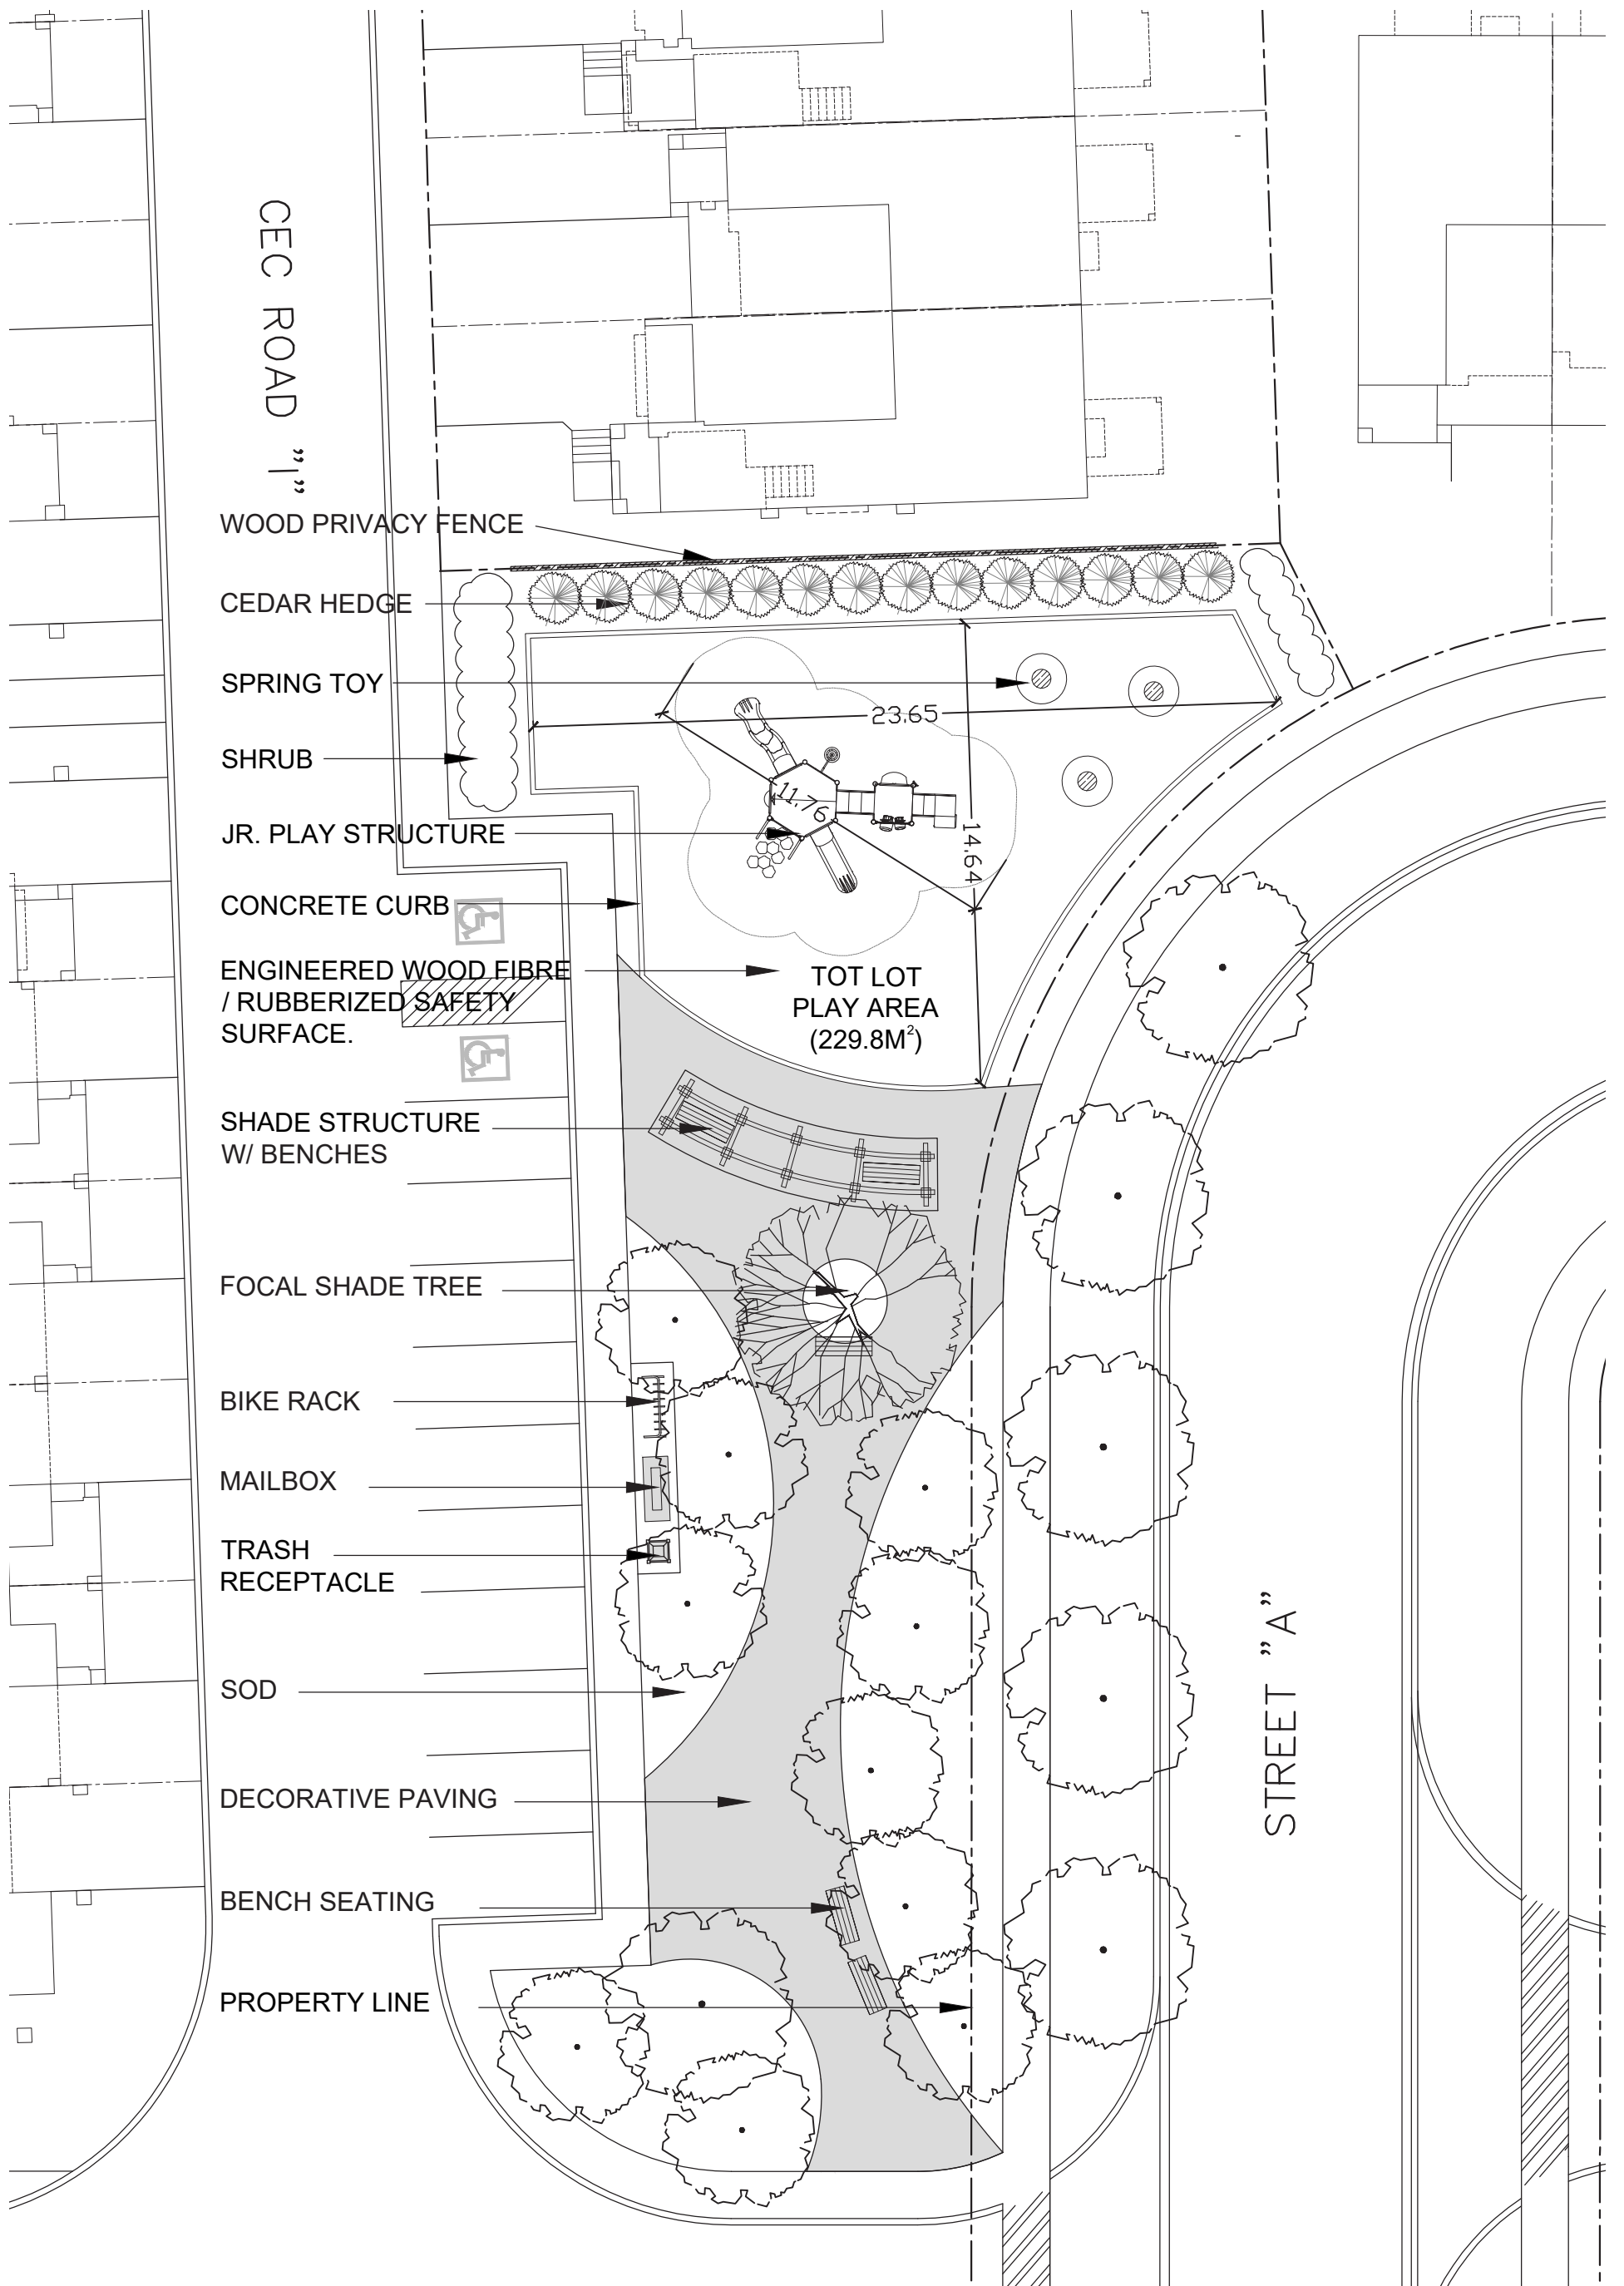 CEC ROAD "I"
WOOD PRIVACY FENCE
CEDAR HEDGE
SPRING TOY
23.65
SHRUB
11.76
JR. PLAY STRUCTURE
14.64
CONCRETE CURB
ENGINEERED WOOD FIBRE
/ RUBBERIZED SAFETY
SURFACE.
TOT LOT
PLAY AREA
(229.8M²)
SHADE STRUCTURE
W/ BENCHES
FOCAL SHADE TREE
BIKE RACK
MAILBOX
TRASH
RECEPTACLE
SOD
STREET "A"
DECORATIVE PAVING
BENCH SEATING
PROPERTY LINE